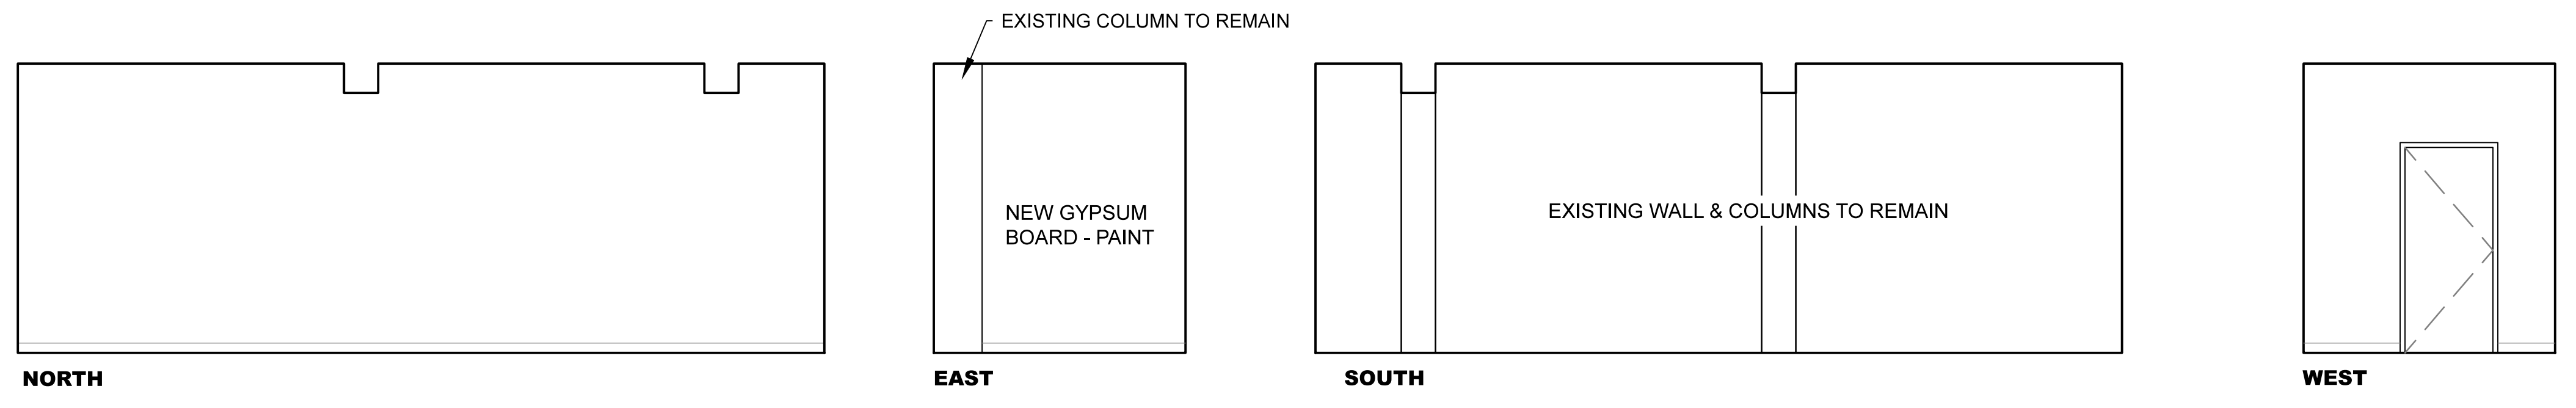 EXISTING COLUMN TO REMAIN
NEW GYPSUM
BOARD - PAINT
EXISTING WALL & COLUMNS TO REMAIN
NORTH
EAST
SOUTH
WEST